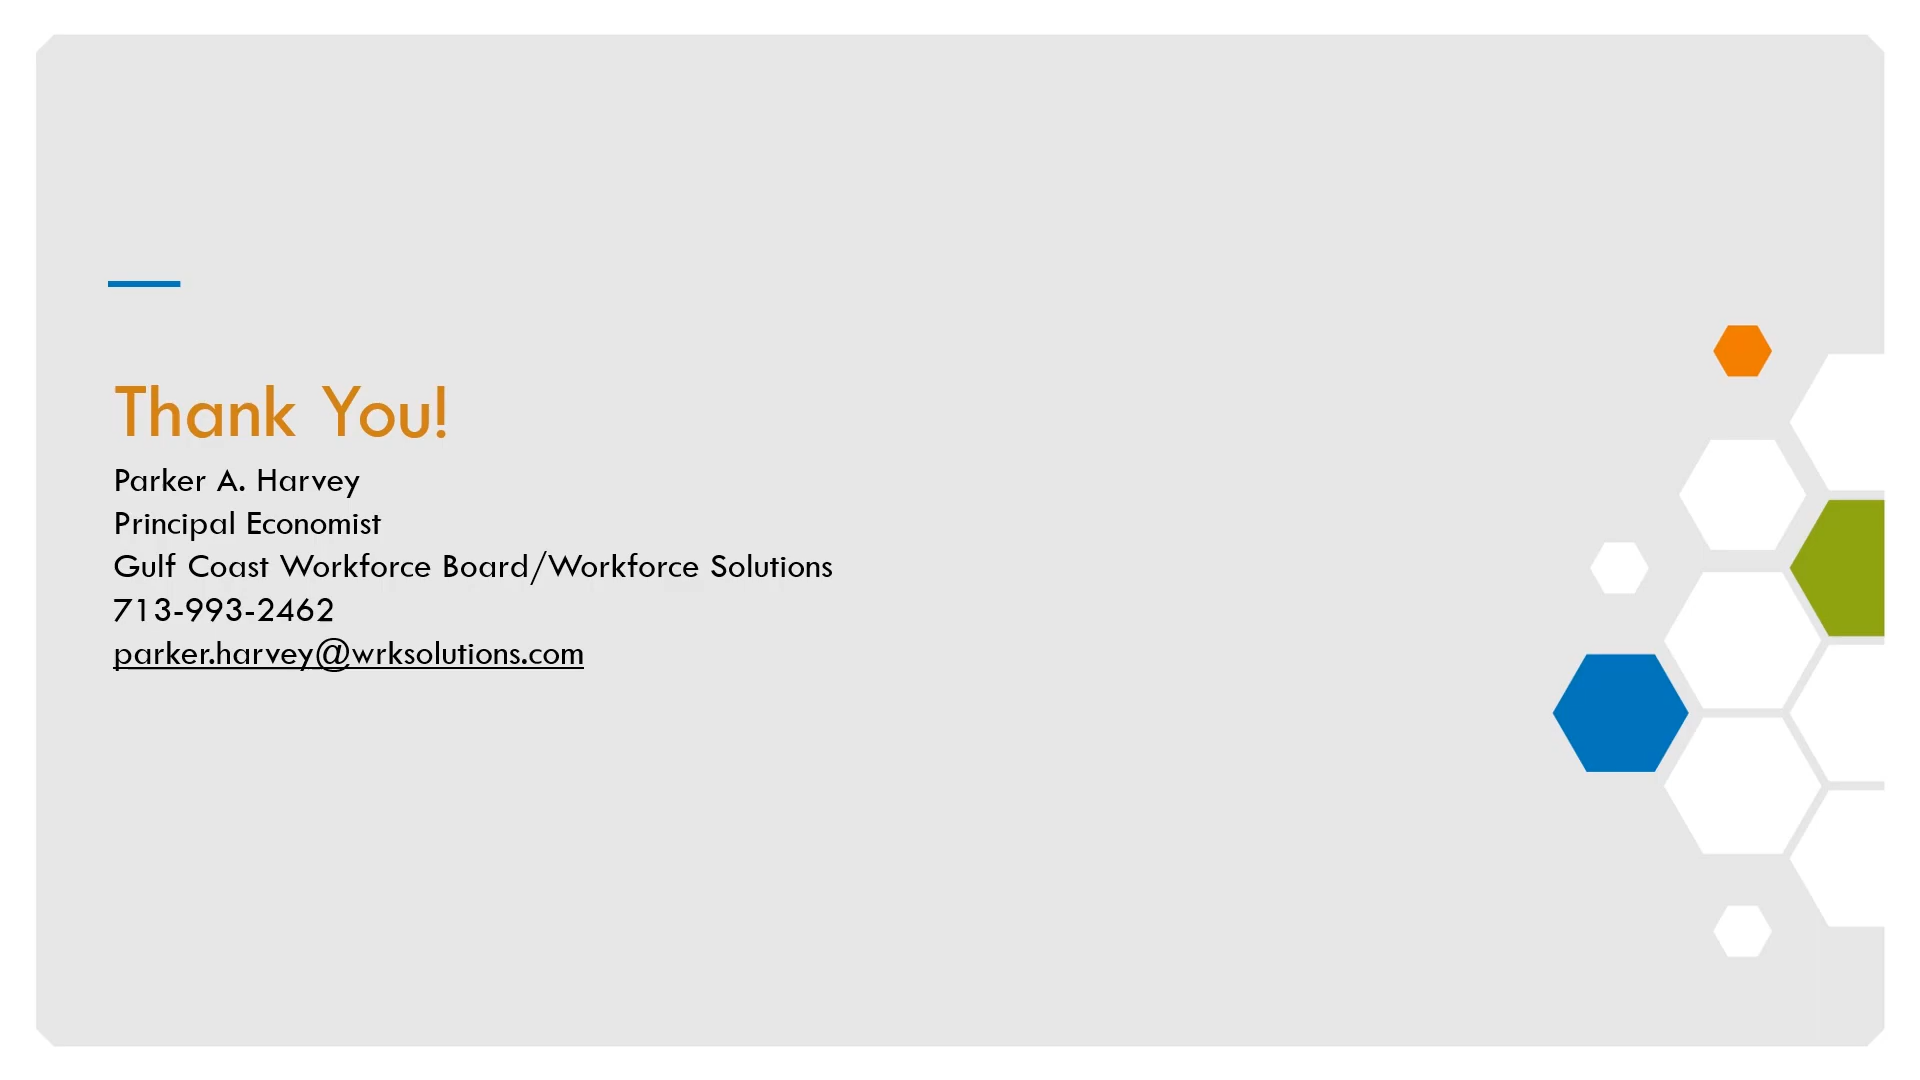 Thank You!
Parker A. Harvey
Principal Economist
Gulf Coast Workforce Board/Workforce Solutions
713-993-2462
parker.harvey@wrksolutions.com